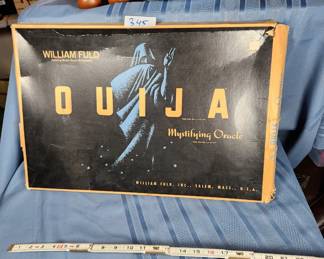 345
WILLIAM FULD
OUIJA
Mystifying Oracle
WILLIAM FULD, INC., SALEM, MASS., U.S.A.